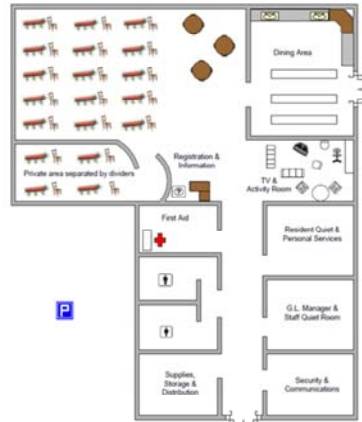 Dining Area
Private area separated by dividers
Registration &
Information
TV &
Activity Room
First Aid
Resident Quiet &
Personal Services
G.L. Manager &
Staff Quiet Room
P
Supplies,
Storage &
Distribution
Security &
Communications